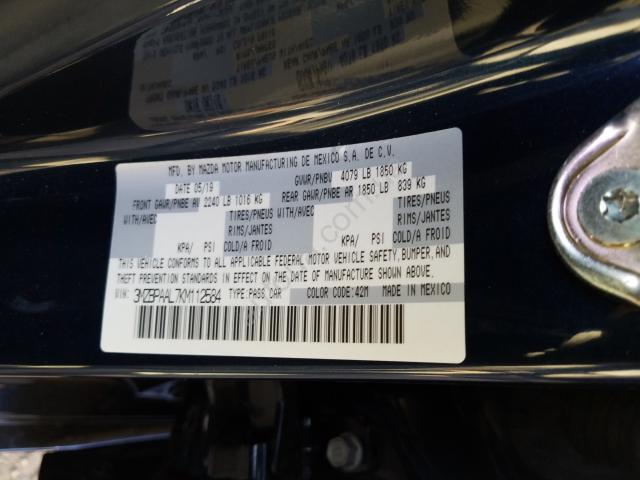 MFD. BY MAZDA MOTOR MANUFACTURING DE MEXICO S.A. DE C.V.
DATE 05/19 GVWR/PNBV 4079 LB 1850 KG
FRONT GAWR/PNBE AV 2240 LB 1016 KG REAR GAWR/PNBE AR 1850 LB 839 KG
WITH/AVEC TIRES/PNEUS WITH/AVEC TIRES/PNEUS
RIMS/JANTES RIMS/JANTES
KPA/ PSI COLD/A FROID KPA/ PSI COLD/A FROID
THIS VEHICLE CONFORMS TO ALL APPLICABLE FEDERAL MOTOR VEHICLE SAFETY, BUMPER, AND
THEFT PREVENTION STANDARDS IN EFFECT ON THE DATE OF MANUFACTURE SHOWN ABOVE.
VIN: 3MZBPAAL7KM112584 TYPE: PASS. CAR COLOR CODE: 42M MADE IN MEXICO